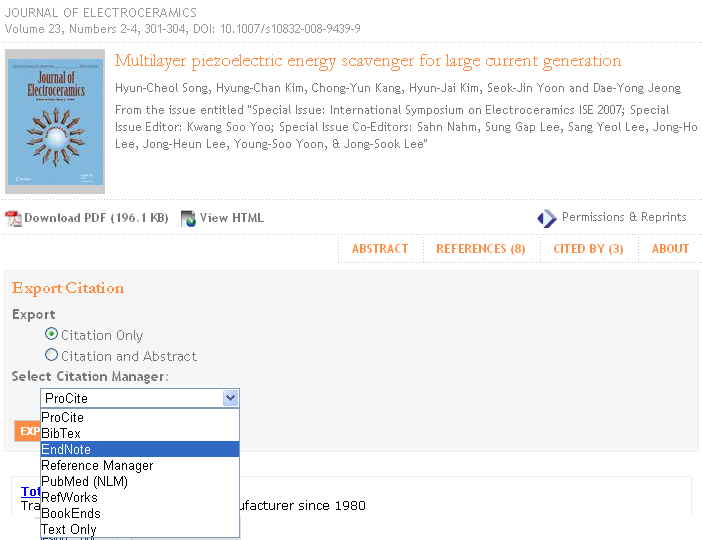 JOURNAL OF ELECTROCERAMICS
Volume 23, Numbers 2-4, 301-304, DOI: 10.1007/s10832-008-9439-9
Journal of
Electroceramics
Multilayer piezoelectric energy scavenger for large current generation
Hyun-Cheol Song, Hyung-Chan Kim, Chong-Yun Kang, Hyun-Jai Kim, Seok-Jin Yoon and Dae-Yong Jeong
From the issue entitled "Special Issue: International Symposium on Electroceramics ISE 2007; Special
Issue Editor: Kwang Soo Yoo; Special Issue Co-Editors: Sahn Nahm, Sung Gap Lee, Sang Yeol Lee, Jong-Ho
Lee, Jong-Heun Lee, Young-Soo Yoon, & Jong-Sook Lee"
Download PDF (196.1 KB) View HTML Permissions & Reprints
ABSTRACT REFERENCES (8) CITED BY (3) ABOUT
Export Citation
Export
Citation Only
Citation and Abstract
Select Citation Manager:
ProCite
ProCite
EXP BibTex
EndNote
Reference Manager
PubMed (NLM)
Tot RefWorks
Tra BookEnds ufacturer since 1980
Text Only